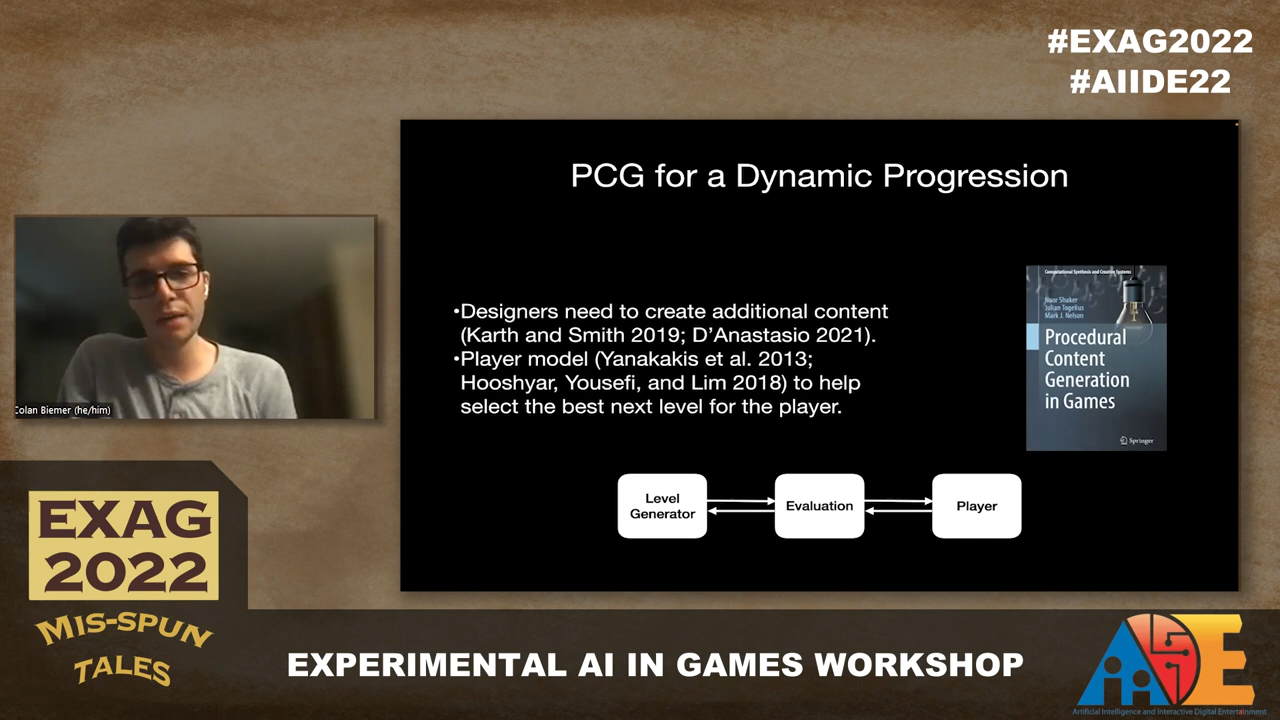 #EXAG2022
#AIIDE22
PCG for a Dynamic Progression
•Designers need to create additional content
(Karth and Smith 2019; D'Anastasio 2021).
•Player model (Yanakakis et al. 2013;
Hooshyar, Yousefi, and Lim 2018) to help
select the best next level for the player.
Computational Synthesis and Creative Systems
Noor Shaker
Julian Togelius
Mark J. Nelson
Procedural
Content
Generation
in Games
Springer
Level
Generator
Evaluation
Player
Colan Biemer (he/him)
EXAG
2022
MIS-SPUN
TALES
EXPERIMENTAL AI IN GAMES WORKSHOP
AIIDE
Artificial Intelligence and Interactive Digital Entertainment